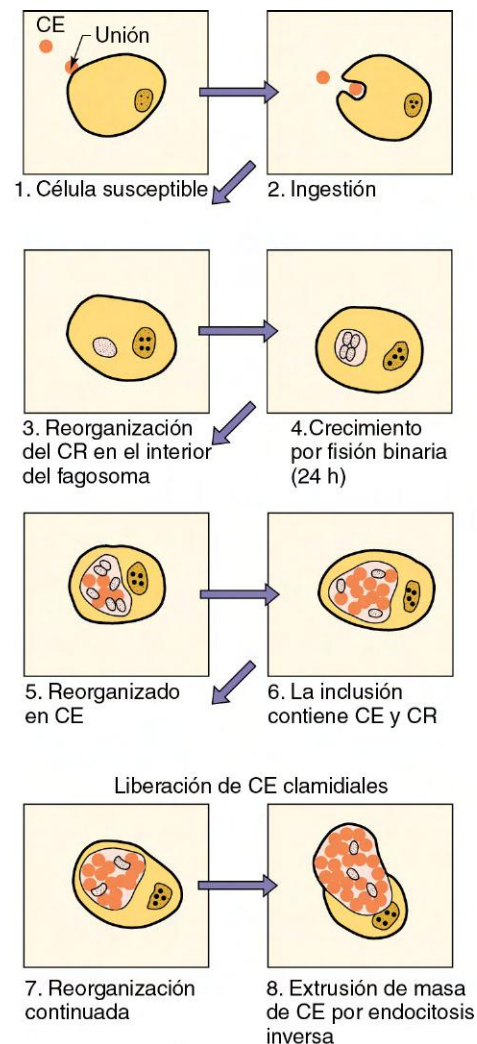 CE
Unión
1. Célula susceptible
2. Ingestión
3. Reorganización
del CR en el interior
del fagosoma
4.Crecimiento
por fisión binaria
(24 h)
5. Reorganizado
en CE
6. La inclusión
contiene CE y CR
Liberación de CE clamidiales
7. Reorganización
continuada
8. Extrusión de masa
de CE por endocitosis
inversa